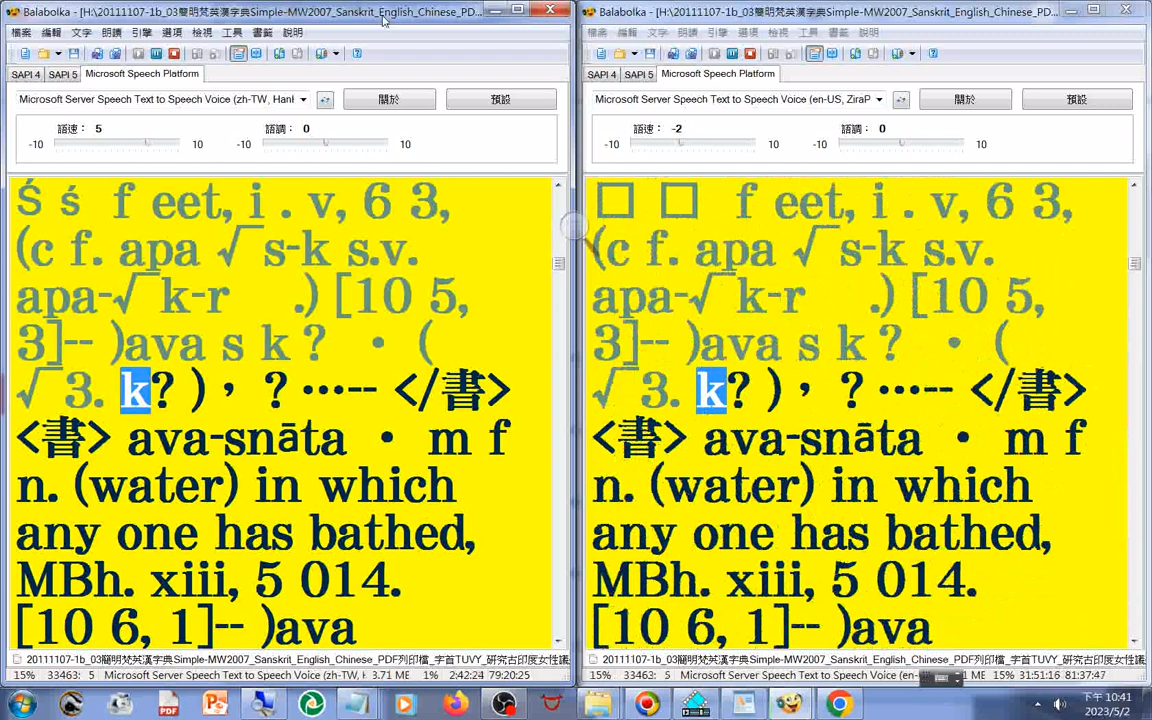 Balabolka - [H:\20111107-1b_03簡明梵英漢字典Simple-MW2007_Sanskrit_English_Chinese_PD...
檔案 編輯 文字 朗讀 引擎 選項 檢視 工具 書籤 說明
SAPI 4 SAPI 5 Microsoft Speech Platform
Microsoft Server Speech Text to Speech Voice (zh-TW, Hanl 關於 預設
語速: 5 語調: 0
-10 10 -10 10
Ś ś f eet, i . v, 6 3,
(c f. apa √ s-k s.v.
apa-√ k-r .) [10 5,
3]-- )ava s k ? • (
√ 3. k? ) , ? …-- </書>
<書> ava-snāta • m f
n. (water) in which
any one has bathed,
MBh. xiii, 5 014.
[10 6, 1]-- )ava
20111107-1b_03簡明梵英漢字典Simple-MW2007_Sanskrit_English_Chinese_PDF列印檔_字首TUVY_研究古印度女性議
15% 33463: 5 Microsoft Server Speech Text to Speech Voice (zh-TW, H 3.71 ME 1% 2:42:24 79:20:25
Balabolka - [H:\20111107-1b_03簡明梵英漢字典Simple-MW2007_Sanskrit_English_Chinese_PD...
檔案 編輯 文字 朗讀 引擎 選項 檢視 工具 書籤 說明
SAPI 4 SAPI 5 Microsoft Speech Platform
Microsoft Server Speech Text to Speech Voice (en-US, ZiraP 關於 預設
語速: -2 語調: 0
-10 10 -10 10
□ □ f eet, i . v, 6 3,
(c f. apa √ s-k s.v.
apa-√ k-r .) [10 5,
3]-- )ava s k ? • (
√ 3. k? ) , ? …-- </書>
<書> ava-snāta • m f
n. (water) in which
any one has bathed,
MBh. xiii, 5 014.
[10 6, 1]-- )ava
20111107-1b_03簡明梵英漢字典Simple-MW2007_Sanskrit_English_Chinese_PDF列印檔_字首TUVY_研究古印度女性議
15% 33463: 5 Microsoft Server Speech Text to Speech Voice (en- 15% 31:51:16 81:37:47
下午 10:41
2023/5/2